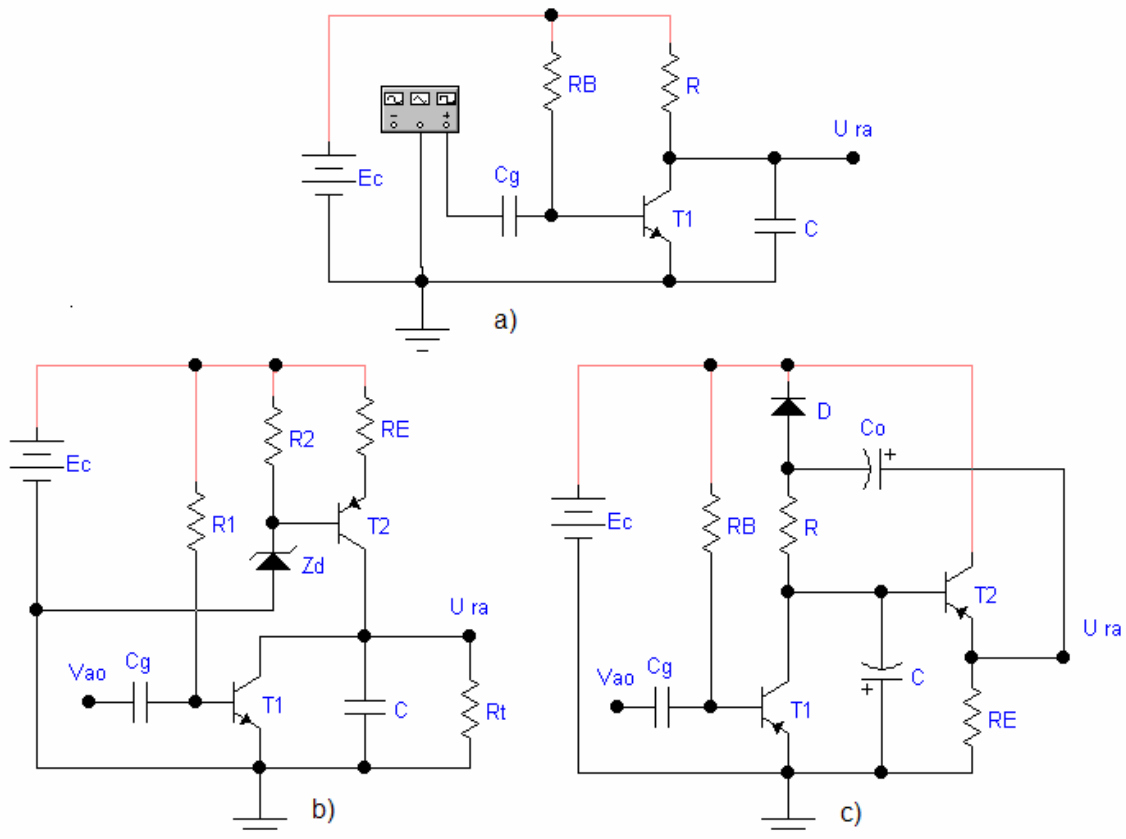 RB
R
U ra
Ec
Cg
T1
C
- +
a)
R2
RE
Ec
R1
T2
Zd
U ra
Vao
Cg
T1
C
Rt
b)
D
Co
+
Ec
RB
R
T2
U ra
Vao
Cg
T1
C
+
RE
c)